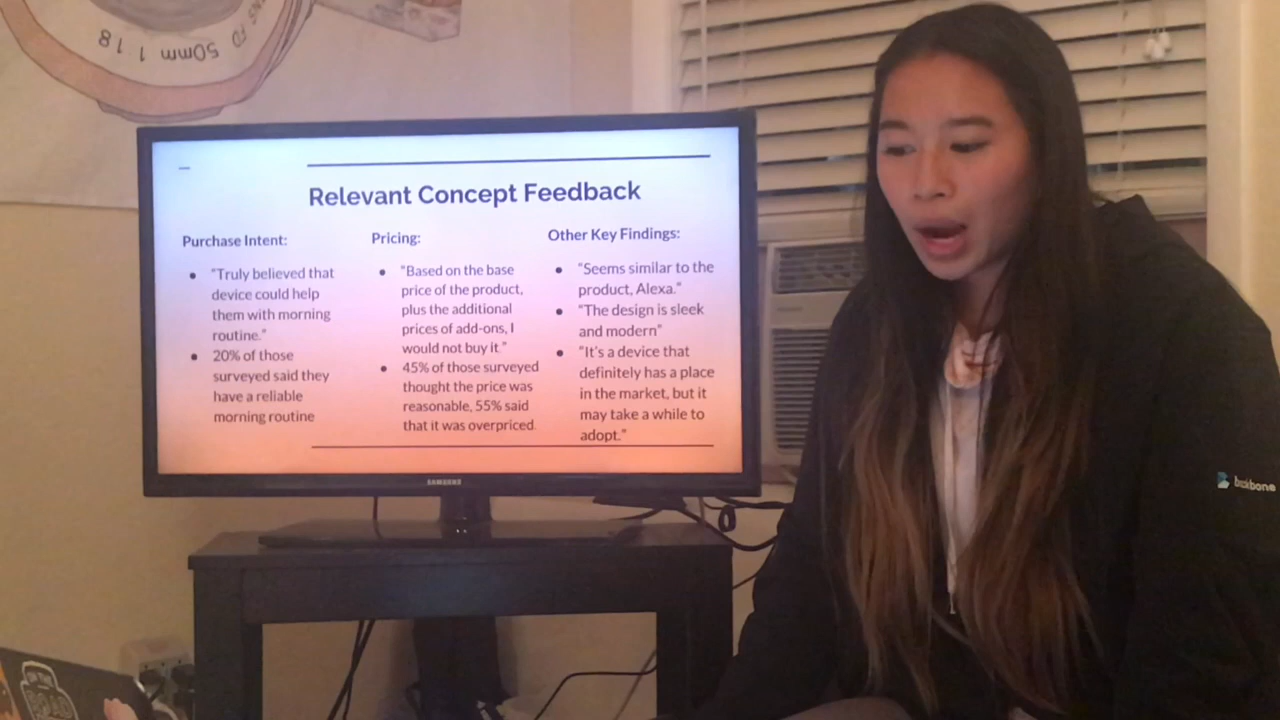 FD 50mm 1 1.8
Relevant Concept Feedback
Purchase Intent:
● "Truly believed that
device could help
them with morning
routine."
● 20% of those
surveyed said they
have a reliable
morning routine
Pricing:
● "Based on the base
price of the product,
plus the additional
prices of add-ons, I
would not buy it."
● 45% of those surveyed
thought the price was
reasonable, 55% said
that it was overpriced.
Other Key Findings:
● "Seems similar to the
product, Alexa."
● "The design is sleek
and modern"
● "It's a device that
definitely has a place
in the market, but it
may take a while to
adopt."
SAMSUNG
backbone